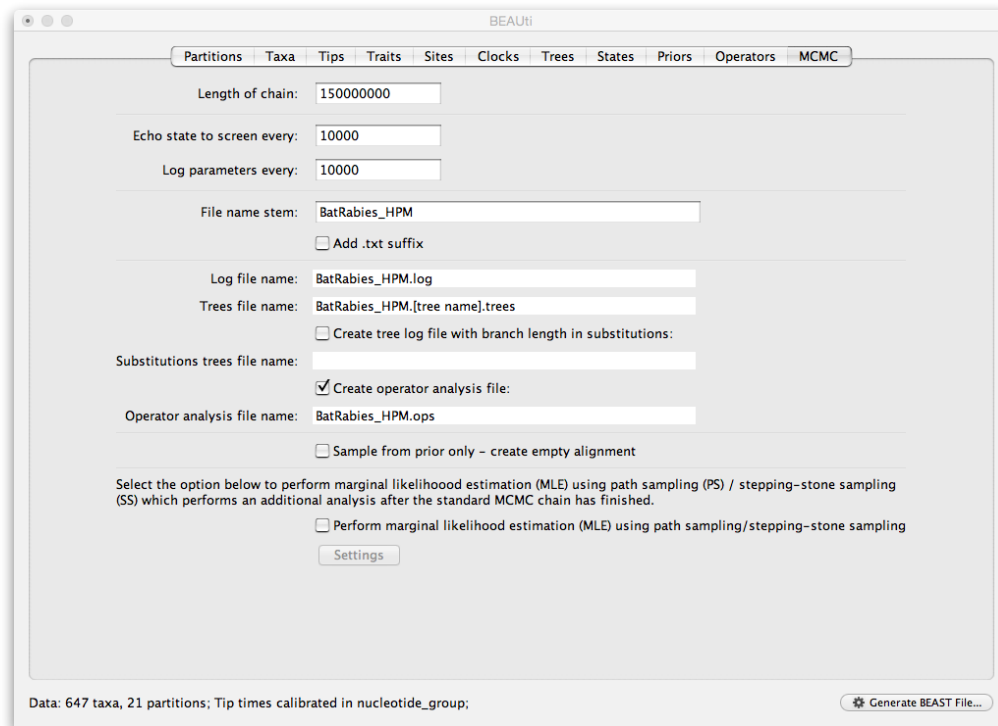 BEAUti
Partitions Taxa Tips Traits Sites Clocks Trees States Priors Operators MCMC
Length of chain: 150000000
Echo state to screen every: 10000
Log parameters every: 10000
File name stem: BatRabies_HPM
Add .txt suffix
Log file name: BatRabies_HPM.log
Trees file name: BatRabies_HPM.[tree name].trees
Create tree log file with branch length in substitutions:
Substitutions trees file name:
Create operator analysis file:
Operator analysis file name: BatRabies_HPM.ops
Sample from prior only - create empty alignment
Select the option below to perform marginal likelihoood estimation (MLE) using path sampling (PS) / stepping-stone sampling
(SS) which performs an additional analysis after the standard MCMC chain has finished.
Perform marginal likelihood estimation (MLE) using path sampling/stepping-stone sampling
Settings
Data: 647 taxa, 21 partitions; Tip times calibrated in nucleotide_group;
Generate BEAST File...